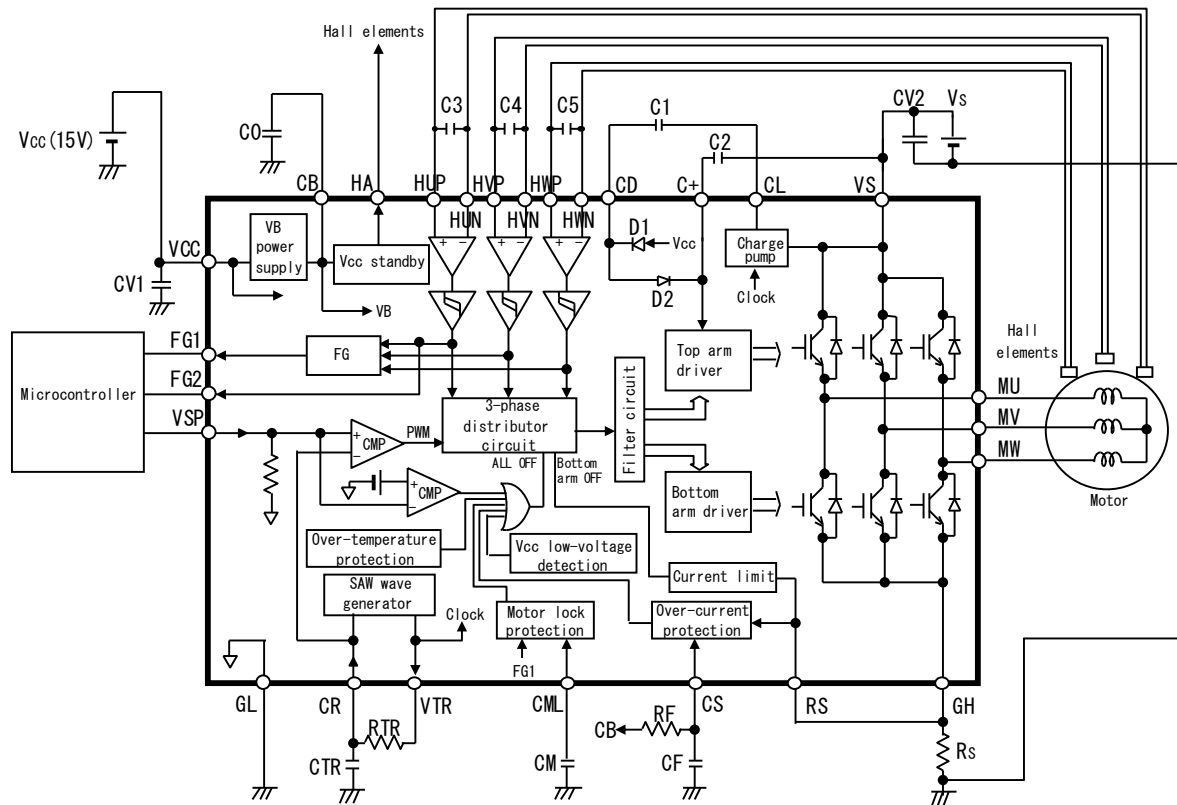 Hall elements
C3
C4
C5
C1
CV2
VS
VCC(15V)
C0
C2
CB
HA
HUP
HVP
HWP
CD
C+
CL
VS
HUN
HVN
HWN
VCC
VB
power
supply
Vcc standby
D1
Vcc
D2
Charge
pump
Clock
CV1
VB
Microcontroller
FG1
FG2
VSP
FG
Top arm
driver
Hall
elements
MU
MV
MW
Motor
3-phase
distributor
circuit
Filter circuit
+
−
CMP
PWM
ALL OFF
Bottom
arm OFF
+
−
CMP
Bottom
arm driver
Over-temperature
protection
Vcc low-voltage
detection
SAW wave
generator
Clock
Motor lock
protection
FG1
Current limit
Over-current
protection
GL
CR
VTR
CML
CS
RS
GH
RTR
CTR
CM
CB
RF
CF
RS
+ −
+ −
+ −